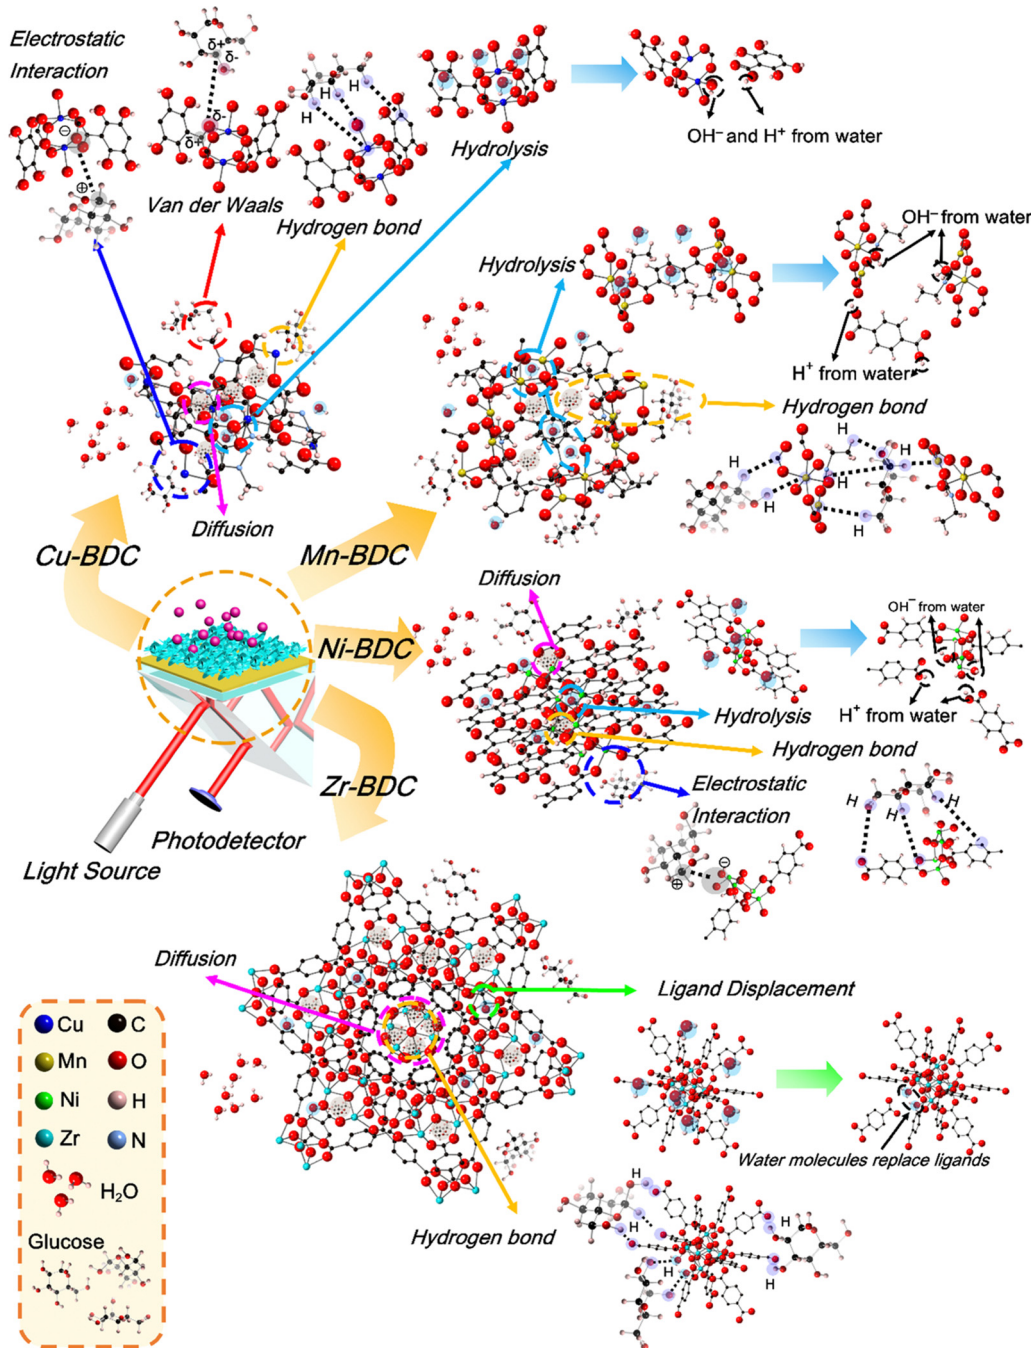 Electrostatic
Interaction
δ+
δ-
δ-
δ+
⊖
⊕
Van der Waals
H
H
H
Hydrogen bond
Hydrolysis
OH⁻ and H⁺ from water
Hydrolysis
OH⁻ from water
H⁺ from water
Hydrogen bond
H
H
H
H
H
Diffusion
Cu-BDC
Mn-BDC
Ni-BDC
Zr-BDC
Light Source
Photodetector
Diffusion
OH⁻ from water
H⁺ from water
Hydrolysis
Hydrogen bond
Electrostatic
Interaction
⊖
⊕
H
H
H
Diffusion
Ligand Displacement
Water molecules replace ligands
Hydrogen bond
H
H
H
H
H
Cu
C
Mn
O
Ni
H
Zr
N
H₂O
Glucose